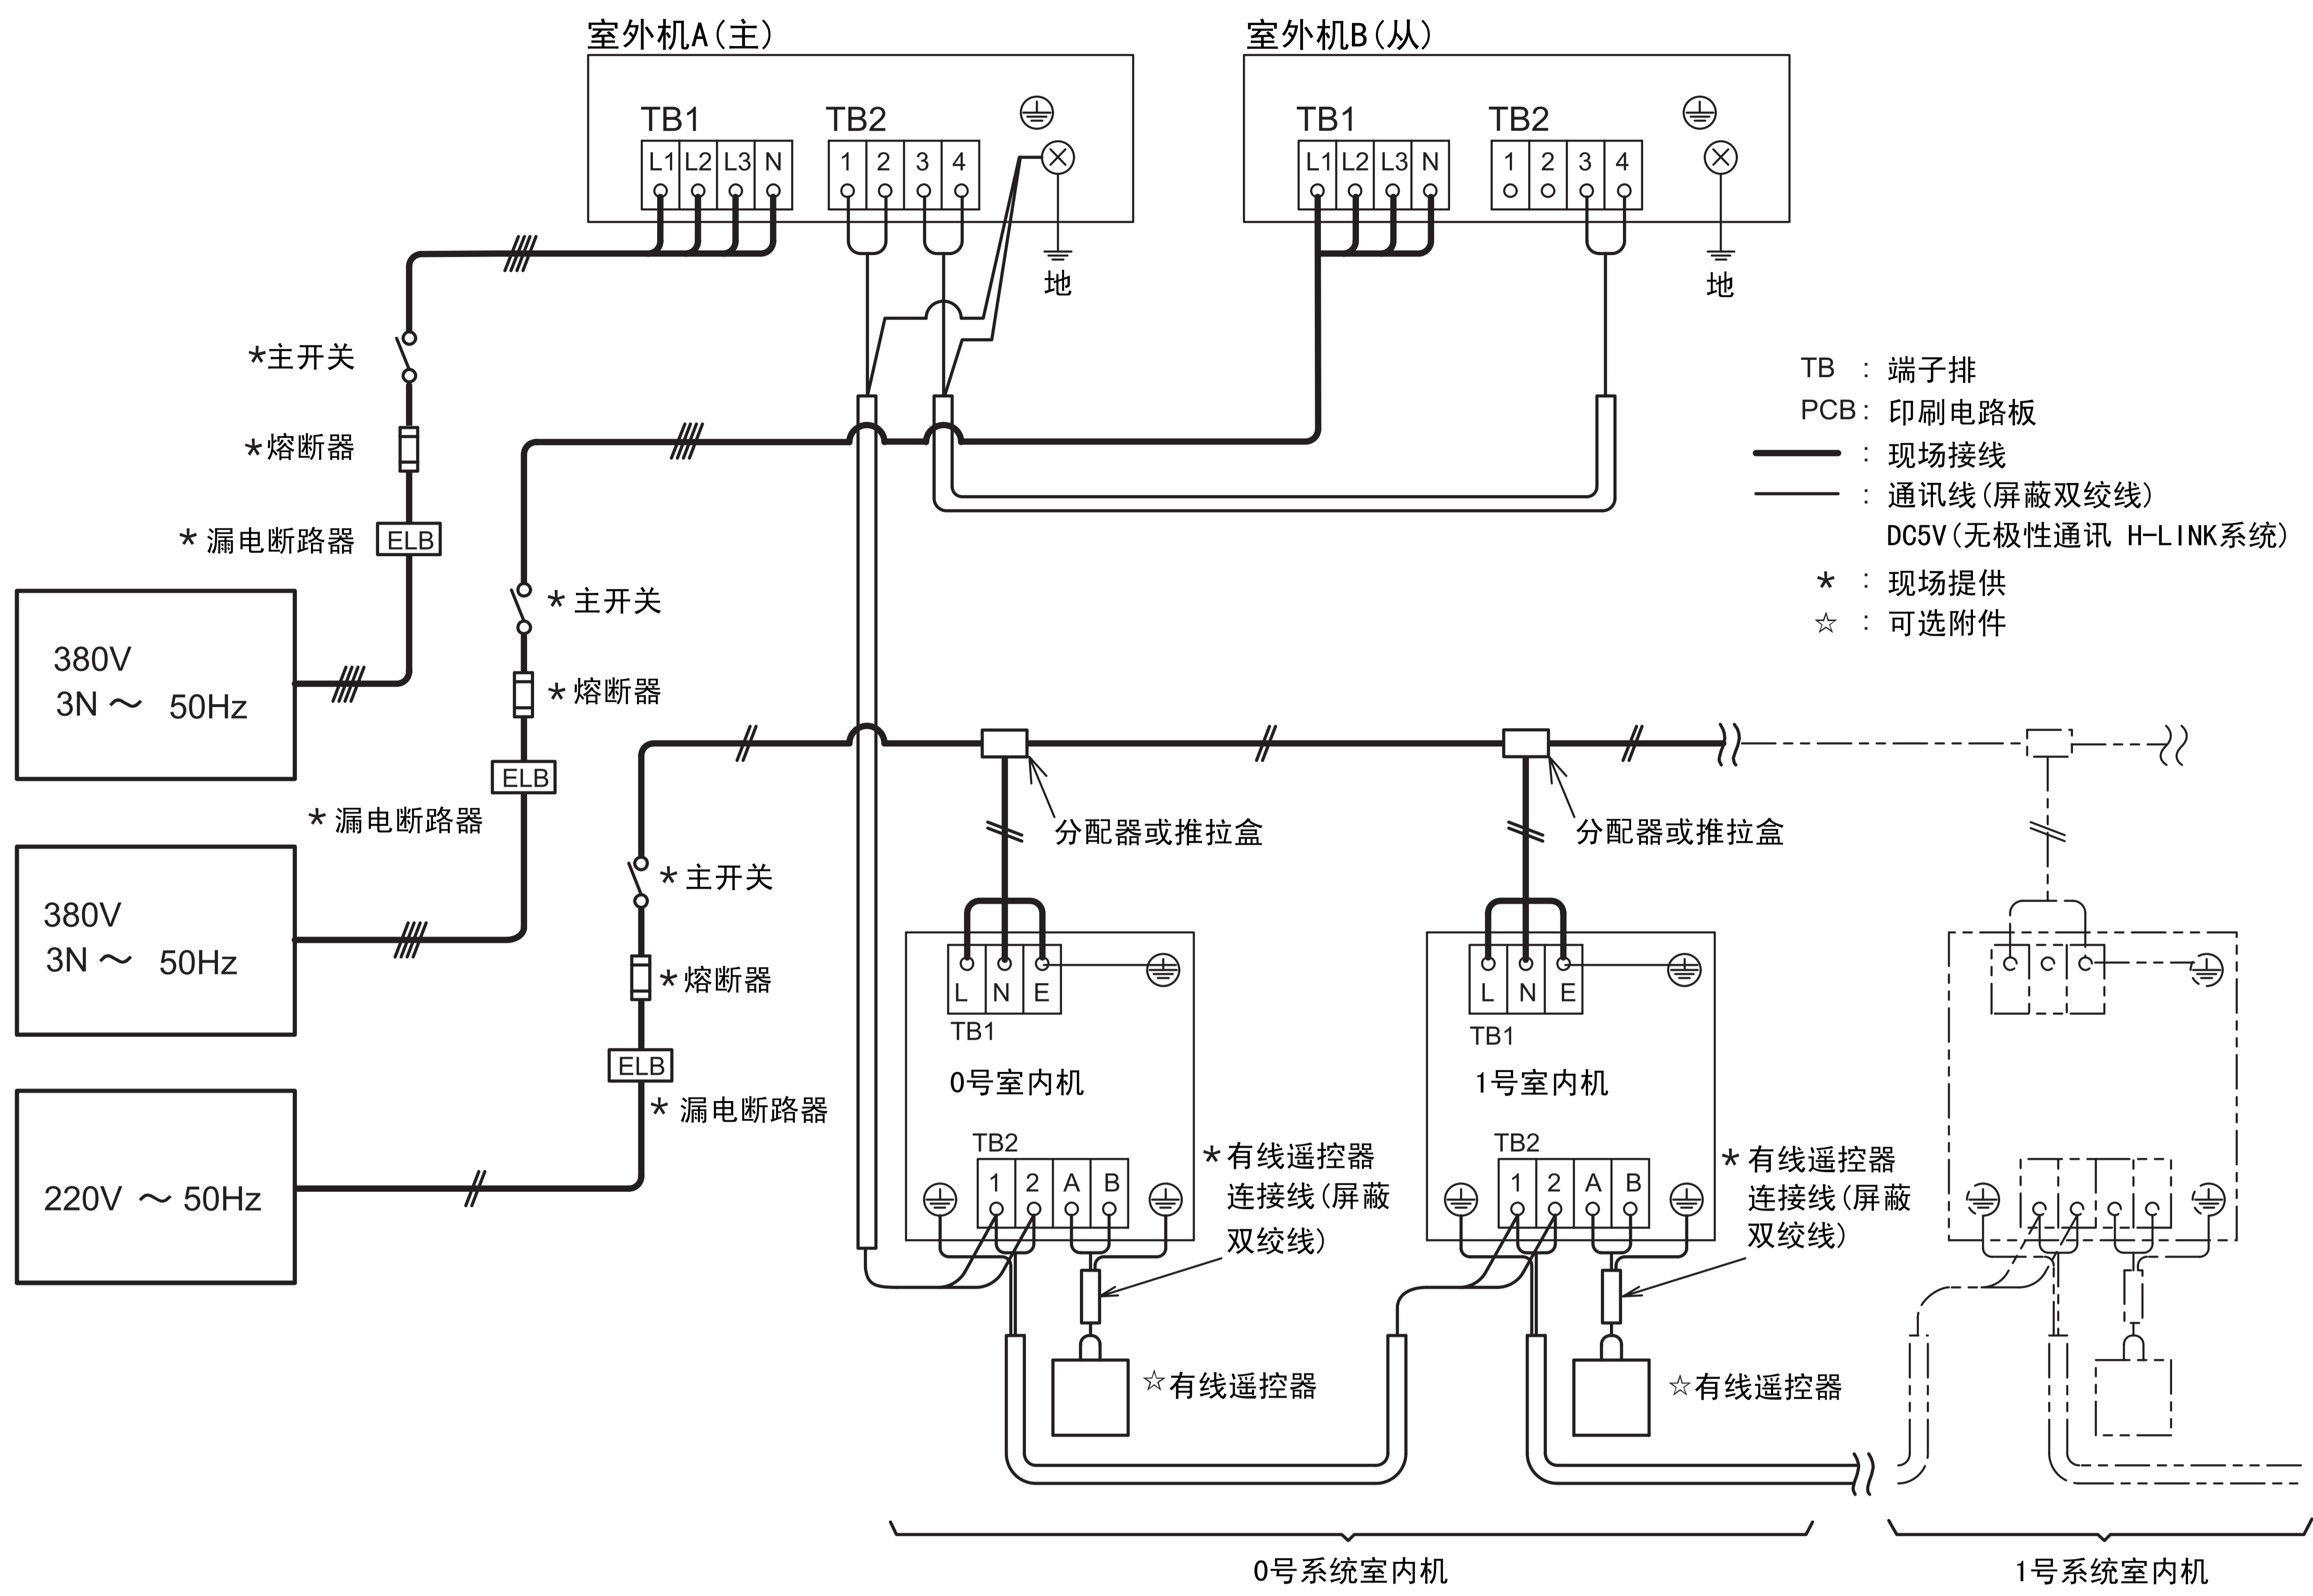 室外机A(主)
室外机B(从)
TB1
TB2
L1 L2 L3 N
1 2 3 4
地
TB1
TB2
L1 L2 L3 N
1 2 3 4
地
*主开关
*熔断器
*漏电断路器
ELB
380V
3N～ 50Hz
*主开关
*熔断器
ELB
*漏电断路器
380V
3N～ 50Hz
*主开关
*熔断器
ELB
*漏电断路器
220V ～50Hz
TB : 端子排
PCB: 印刷电路板
: 现场接线
: 通讯线(屏蔽双绞线)
DC5V(无极性通讯 H-LINK系统)
* : 现场提供
☆ : 可选附件
分配器或推拉盒
分配器或推拉盒
L N E
TB1
0号室内机
TB2
1 2 A B
*有线遥控器
连接线(屏蔽
双绞线)
☆有线遥控器
L N E
TB1
1号室内机
TB2
1 2 A B
*有线遥控器
连接线(屏蔽
双绞线)
☆有线遥控器
0号系统室内机
1号系统室内机